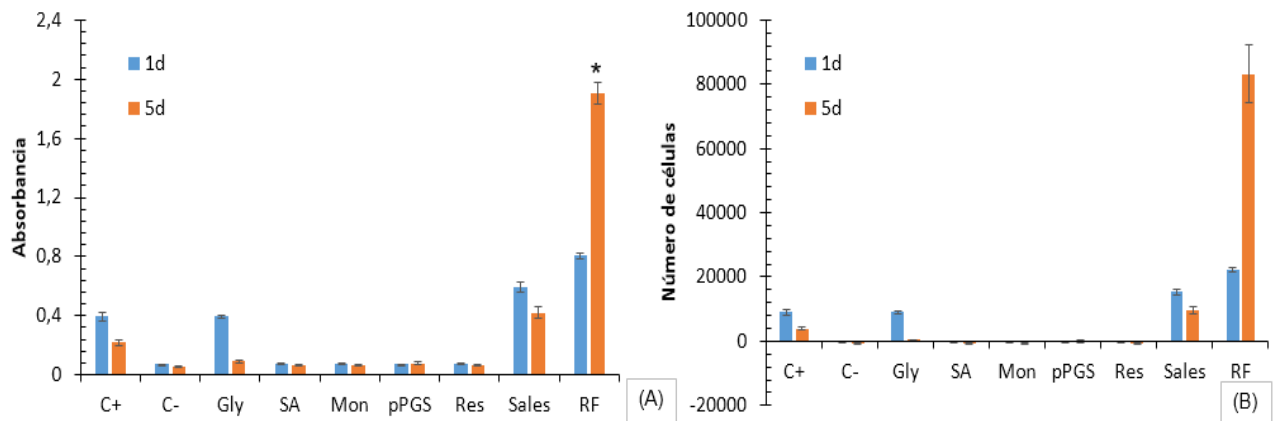 Absorbancia
2,4
2
1,6
1,2
0,8
0,4
0
1d
5d
*
C+ C- Gly SA Mon pPGS Res Sales RF
(A)
Número de células
100000
80000
60000
40000
20000
0
-20000
1d
5d
C+ C- Gly SA Mon pPGS Res Sales RF
(B)